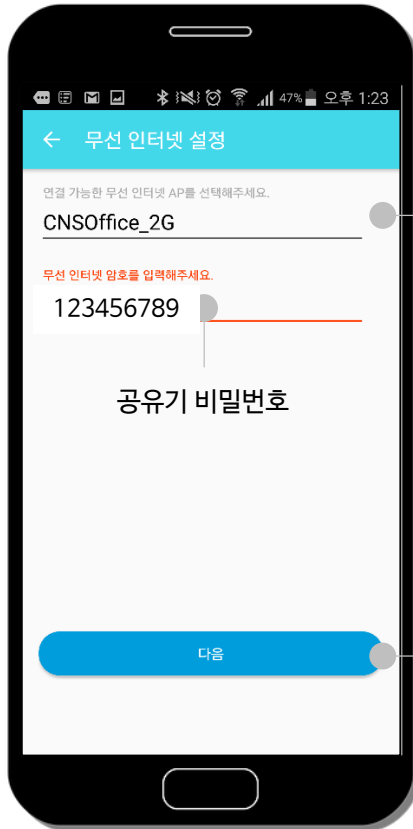 47% 오후 1:23
무선 인터넷 설정
연결 가능한 무선 인터넷 AP를 선택해주세요.
CNSOffice_2G
무선 인터넷 암호를 입력해주세요.
123456789
공유기 비밀번호
다음